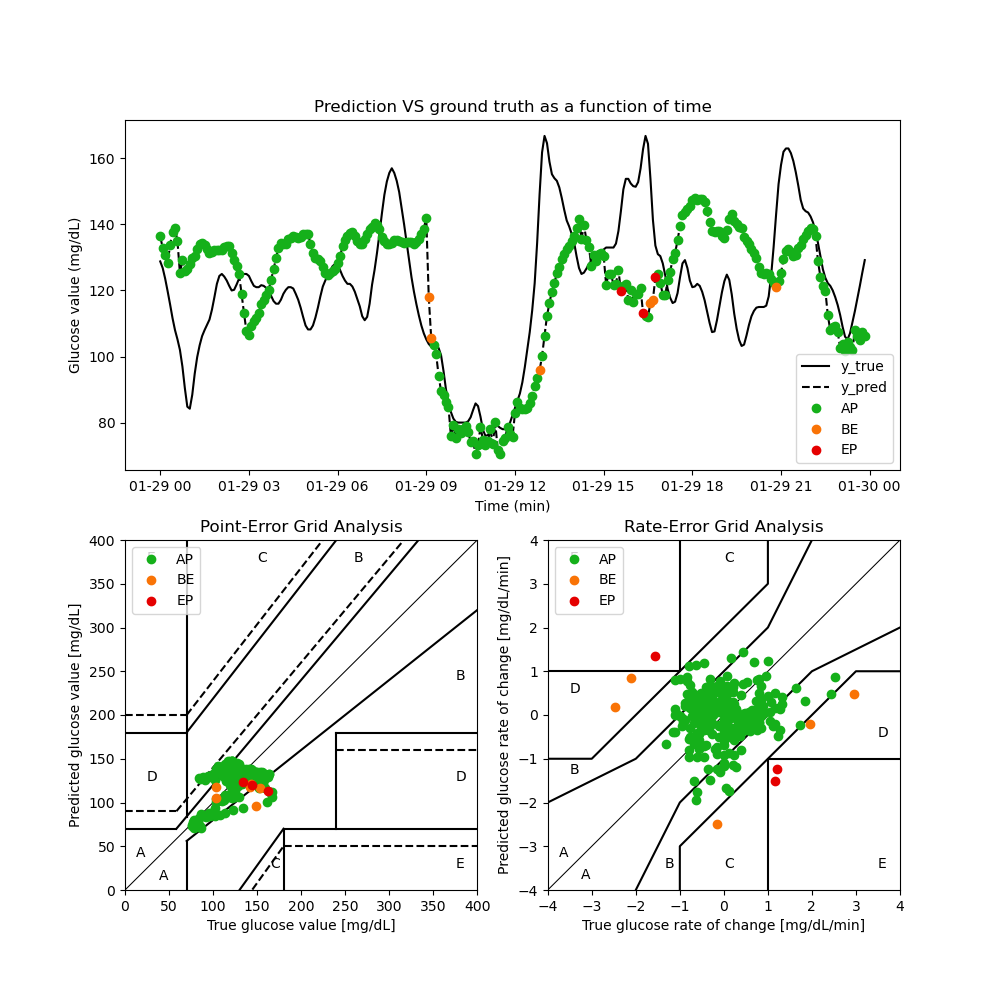 Prediction VS ground truth as a function of time
Glucose value (mg/dL)
160
140
120
100
80
y_true
y_pred
AP
BE
EP
01-29 00 01-29 03 01-29 06 01-29 09 01-29 12 01-29 15 01-29 18 01-29 21 01-30 00
Time (min)
Point-Error Grid Analysis
Predicted glucose value [mg/dL]
400
350
300
250
200
150
100
50
0
AP
BE
EP
C
B
B
D
D
A
A
C
E
0 50 100 150 200 250 300 350 400
True glucose value [mg/dL]
Rate-Error Grid Analysis
Predicted glucose rate of change [mg/dL/min]
4
3
2
1
0
−1
−2
−3
−4
AP
BE
EP
C
D
D
B
A
A
B
C
E
−4 −3 −2 −1 0 1 2 3 4
True glucose rate of change [mg/dL/min]